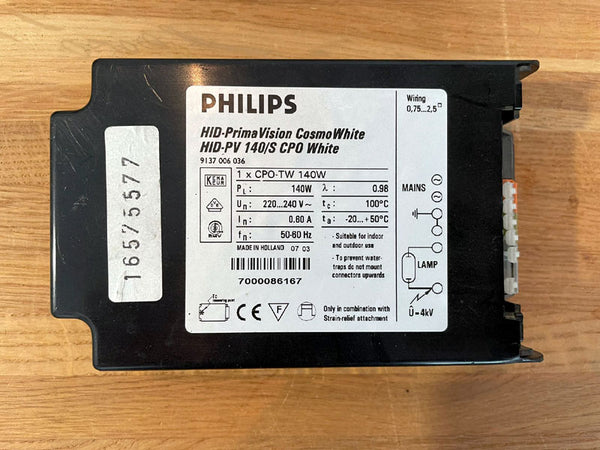 16575577
PHILIPS
HID-PrimaVision CosmoWhite
HID-PV 140/S CPO White
9137 006 036
1 x CPO-TW 140W
KEMA
KEUR
PL: 140W λ: 0.98
Un: 220...240 V~ tc: 100°C
In: 0.80 A ta: -20...+50°C
fn: 50-60 Hz
MADE IN HOLLAND 07 03
- Suitable for indoor
and outdoor use
- To prevent water-
traps do not mount
connectors upwards
7000086167
CE
F
Only in combination with
Strain-relief attachment
Wiring
0,75...2,5
MAINS
LAMP
Û=4kV